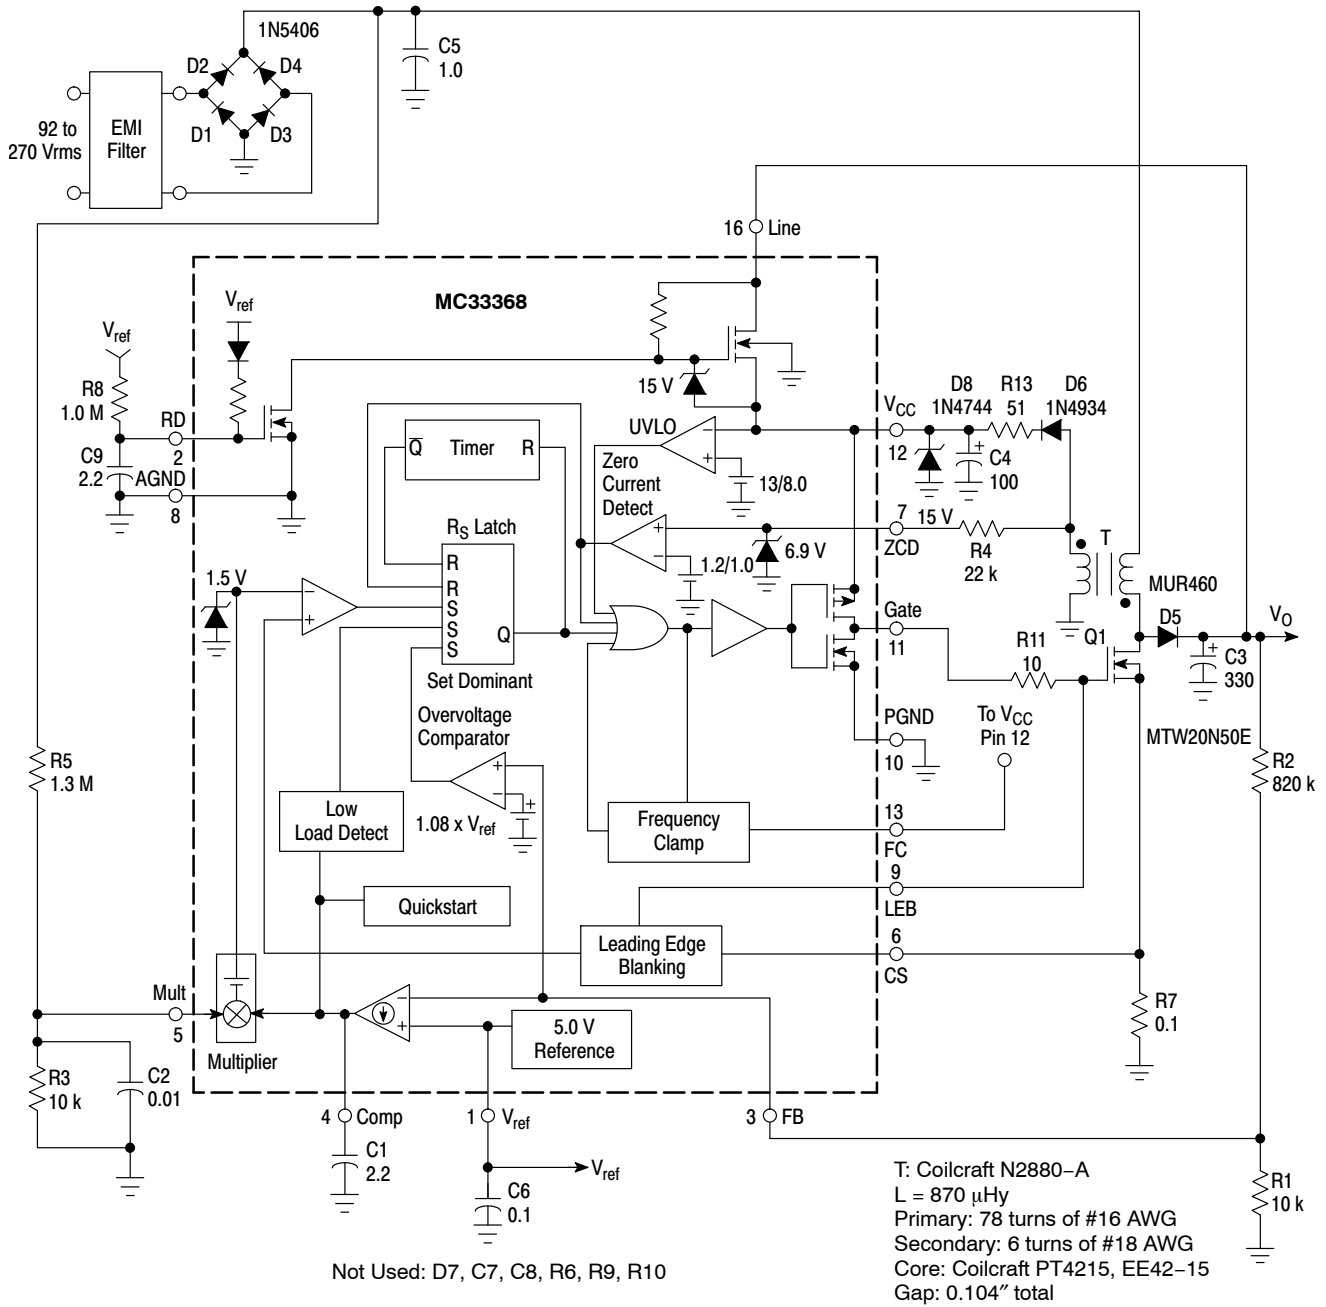 1N5406
D2
D4
D1
D3
C5
1.0
92 to
270 Vrms
EMI
Filter
16
Line
MC33368
Vref
Vref
R8
1.0 M
RD
2
C9
2.2
AGND
8
15 V
UVLO
13/8.0
VCC
12
D8
1N4744
R13
51
D6
1N4934
C4
100
Q̅
Timer
R
Zero
Current
Detect
1.2/1.0
6.9 V
7
ZCD
15 V
R4
22 k
T
MUR460
RS Latch
R
R
S
S
S
Q
Set Dominant
1.5 V
Gate
11
R11
10
Q1
D5
VO
C3
330
MTW20N50E
Overvoltage
Comparator
1.08 x Vref
PGND
10
To VCC
Pin 12
R5
1.3 M
R2
820 k
Low
Load Detect
Frequency
Clamp
13
FC
Quickstart
9
LEB
Leading Edge
Blanking
6
CS
Mult
5
Multiplier
5.0 V
Reference
R7
0.1
R3
10 k
C2
0.01
4
Comp
1
Vref
3
FB
C1
2.2
Vref
C6
0.1
R1
10 k
T: Coilcraft N2880−A
L = 870 μHy
Primary: 78 turns of #16 AWG
Secondary: 6 turns of #18 AWG
Core: Coilcraft PT4215, EE42−15
Gap: 0.104″ total
Not Used: D7, C7, C8, R6, R9, R10